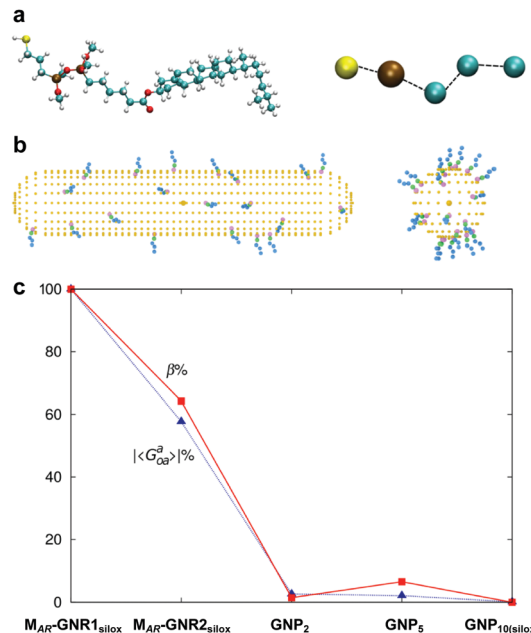 a
b
c
100
80
60
40
20
0
β%
|<G^a_oa>|%
M_AR-GNR1_silox M_AR-GNR2_silox GNP_2 GNP_5 GNP_10(silox